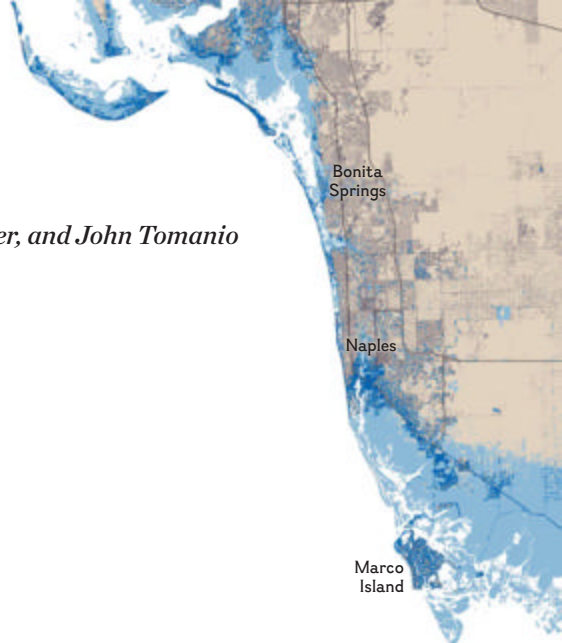 Bonita
Springs
er, and John Tomanio
Naples
Marco
Island